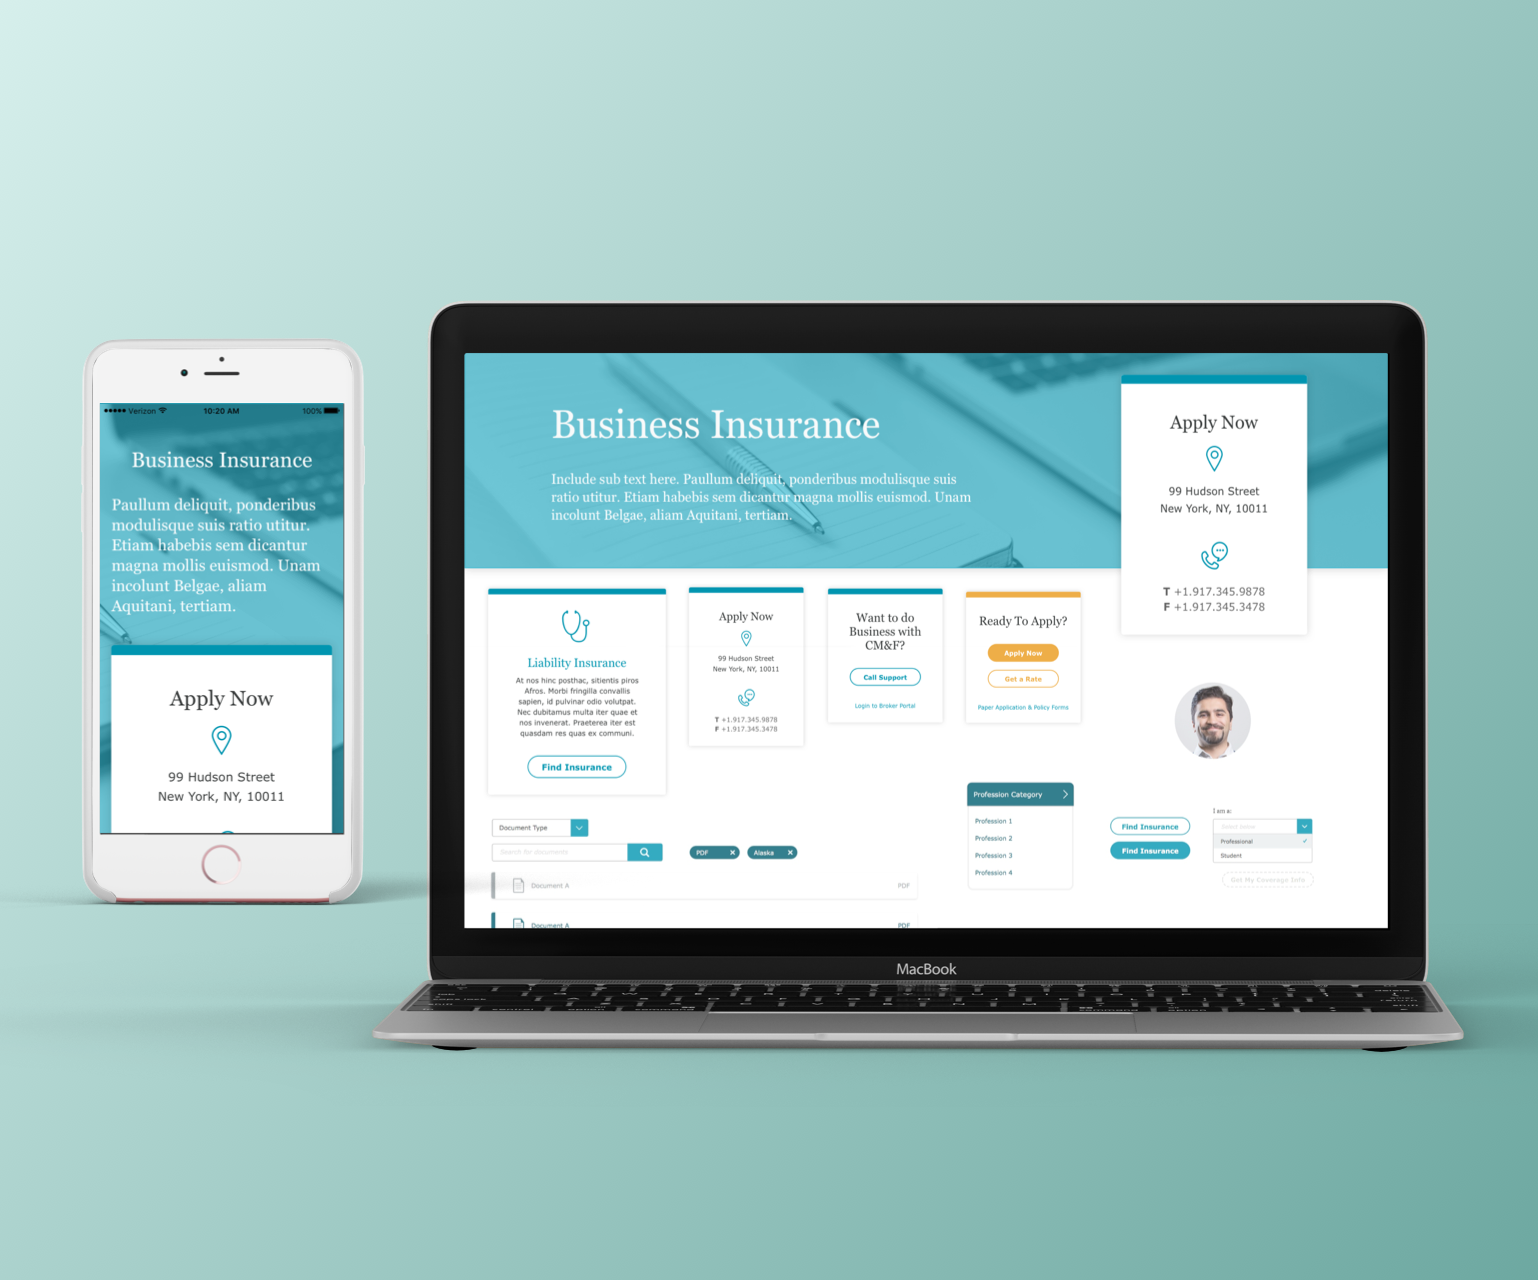 Verizon
10:20 AM
100%
Business Insurance
Paullum deliquit, ponderibus
modulisque suis ratio utitur.
Etiam habebis sem dicantur
magna mollis euismod. Unam
incolunt Belgae, aliam
Aquitani, tertiam.
Apply Now
99 Hudson Street
New York, NY, 10011
Business Insurance
Include sub text here. Paullum deliquit, ponderibus modulisque suis
ratio utitur. Etiam habebis sem dicantur magna mollis euismod. Unam
incolunt Belgae, aliam Aquitani, tertiam.
Apply Now
99 Hudson Street
New York, NY, 10011
T +1.917.345.9878
F +1.917.345.3478
Liability Insurance
At nos hinc posthac, sitientis piros
Afros. Morbi fringilla convallis
sapien, id pulvinar odio volutpat.
Nec dubitamus multa iter quae et
nos invenerat. Praeterea iter est
quasdam res quas ex communi.
Find Insurance
Apply Now
99 Hudson Street
New York, NY, 10011
T +1.917.345.9878
F +1.917.345.3478
Want to do
Business with
CM&F?
Call Support
Login to Broker Portal
Ready To Apply?
Apply Now
Get a Rate
Paper Application & Policy Forms
Document Type
Search for documents
PDF
Alaska
Document A
PDF
Document A
PDF
Profession Category
Profession 1
Profession 2
Profession 3
Profession 4
Find Insurance
Find Insurance
I am a:
Select below
Professional
Student
Get My Coverage Info
MacBook